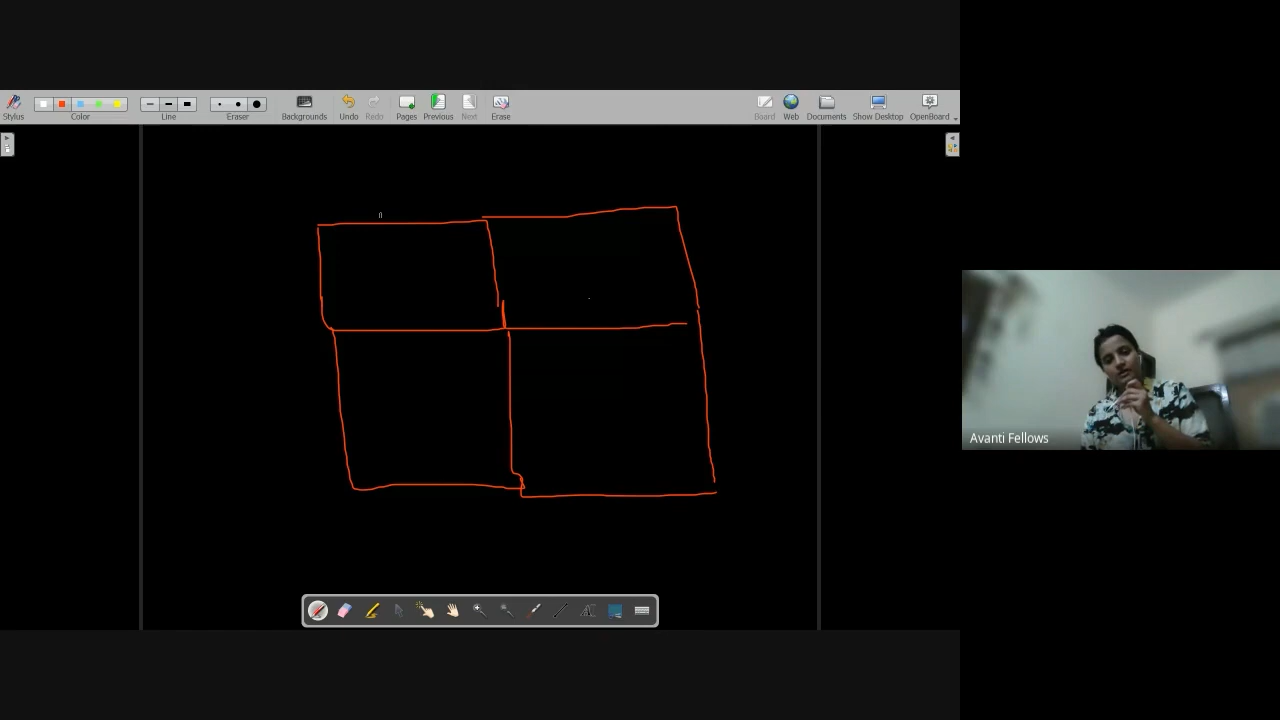 Stylus
Color
Line
Eraser
Backgrounds
Undo
Redo
Pages
Previous
Next
Erase
Board
Web
Documents
Show Desktop
OpenBoard
Avanti Fellows